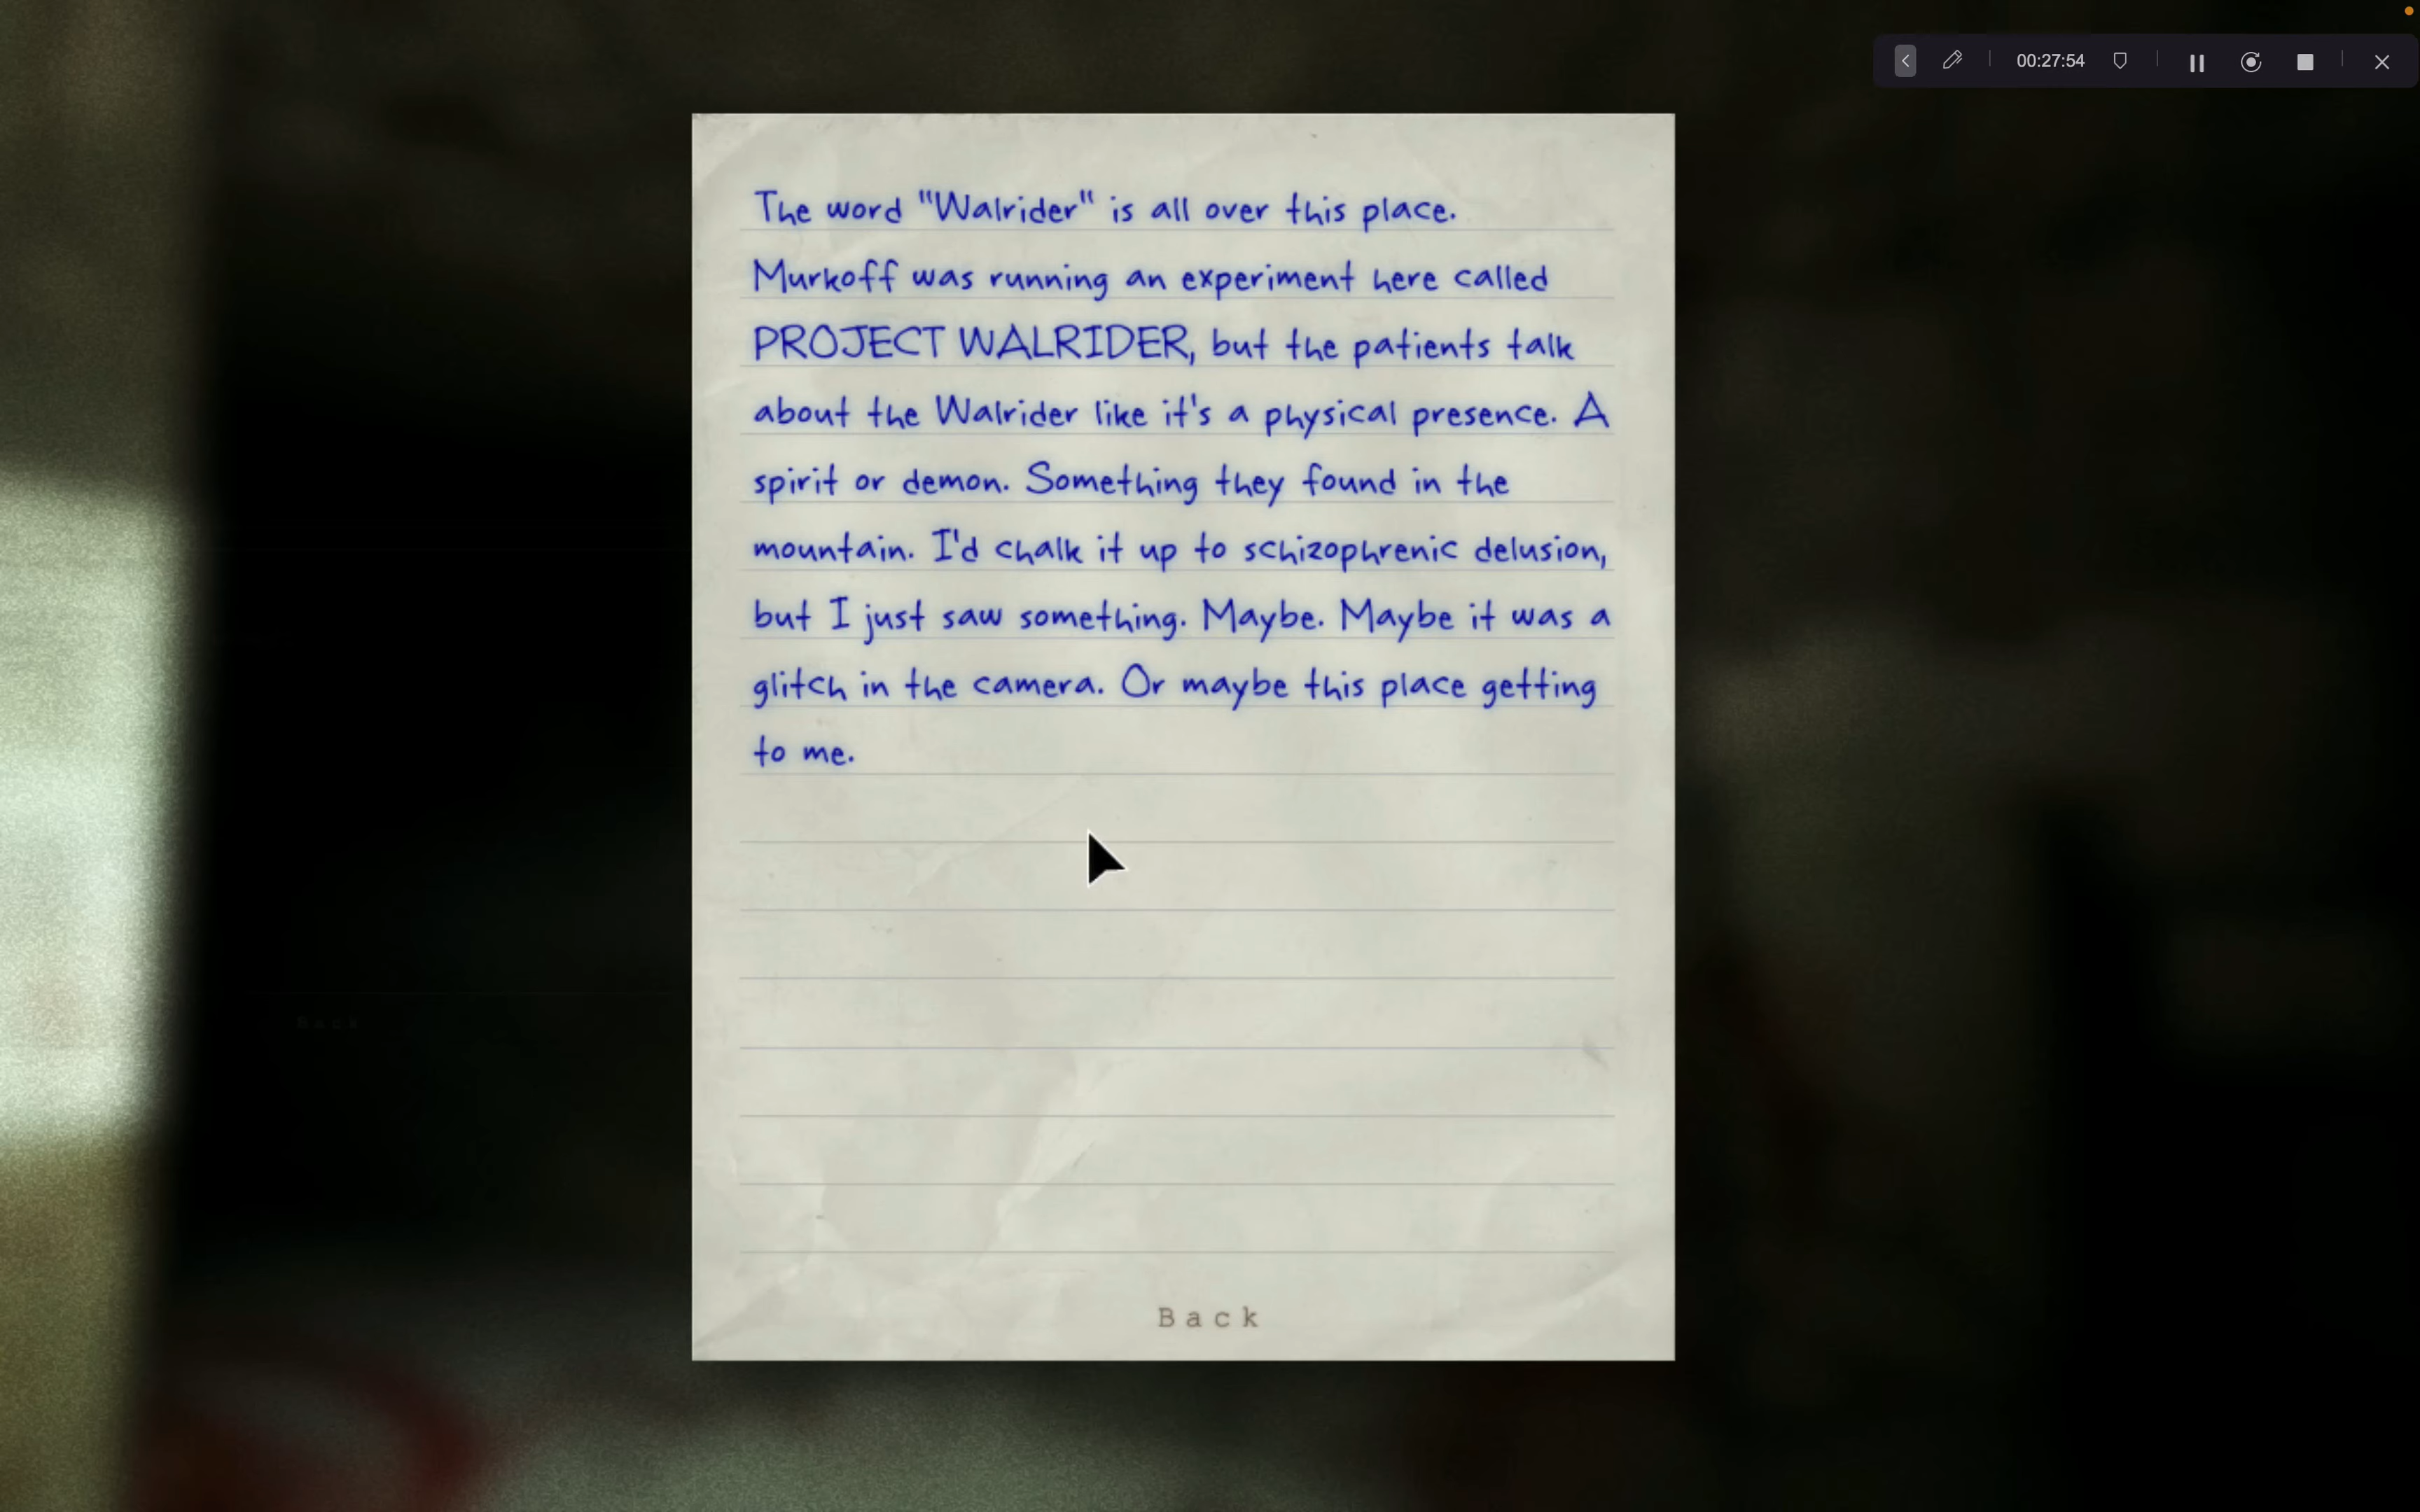 00:27:54
The word "Walrider" is all over this place.
Murkoff was running an experiment here called
PROJECT WALRIDER, but the patients talk
about the Walrider like it's a physical presence. A
spirit or demon. Something they found in the
mountain. I'd chalk it up to schizophrenic delusion,
but I just saw something. Maybe. Maybe it was a
glitch in the camera. Or maybe this place getting
to me.
Back
Back